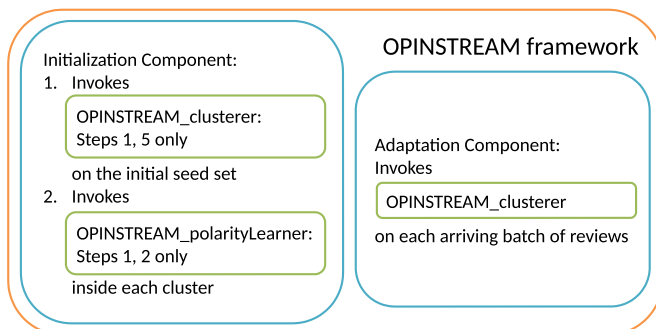 OPINSTREAM framework
Initialization Component:
1. Invokes
OPINSTREAM_clusterer:
Steps 1, 5 only
on the initial seed set
2. Invokes
OPINSTREAM_polarityLearner:
Steps 1, 2 only
inside each cluster
Adaptation Component:
Invokes
OPINSTREAM_clusterer
on each arriving batch of reviews